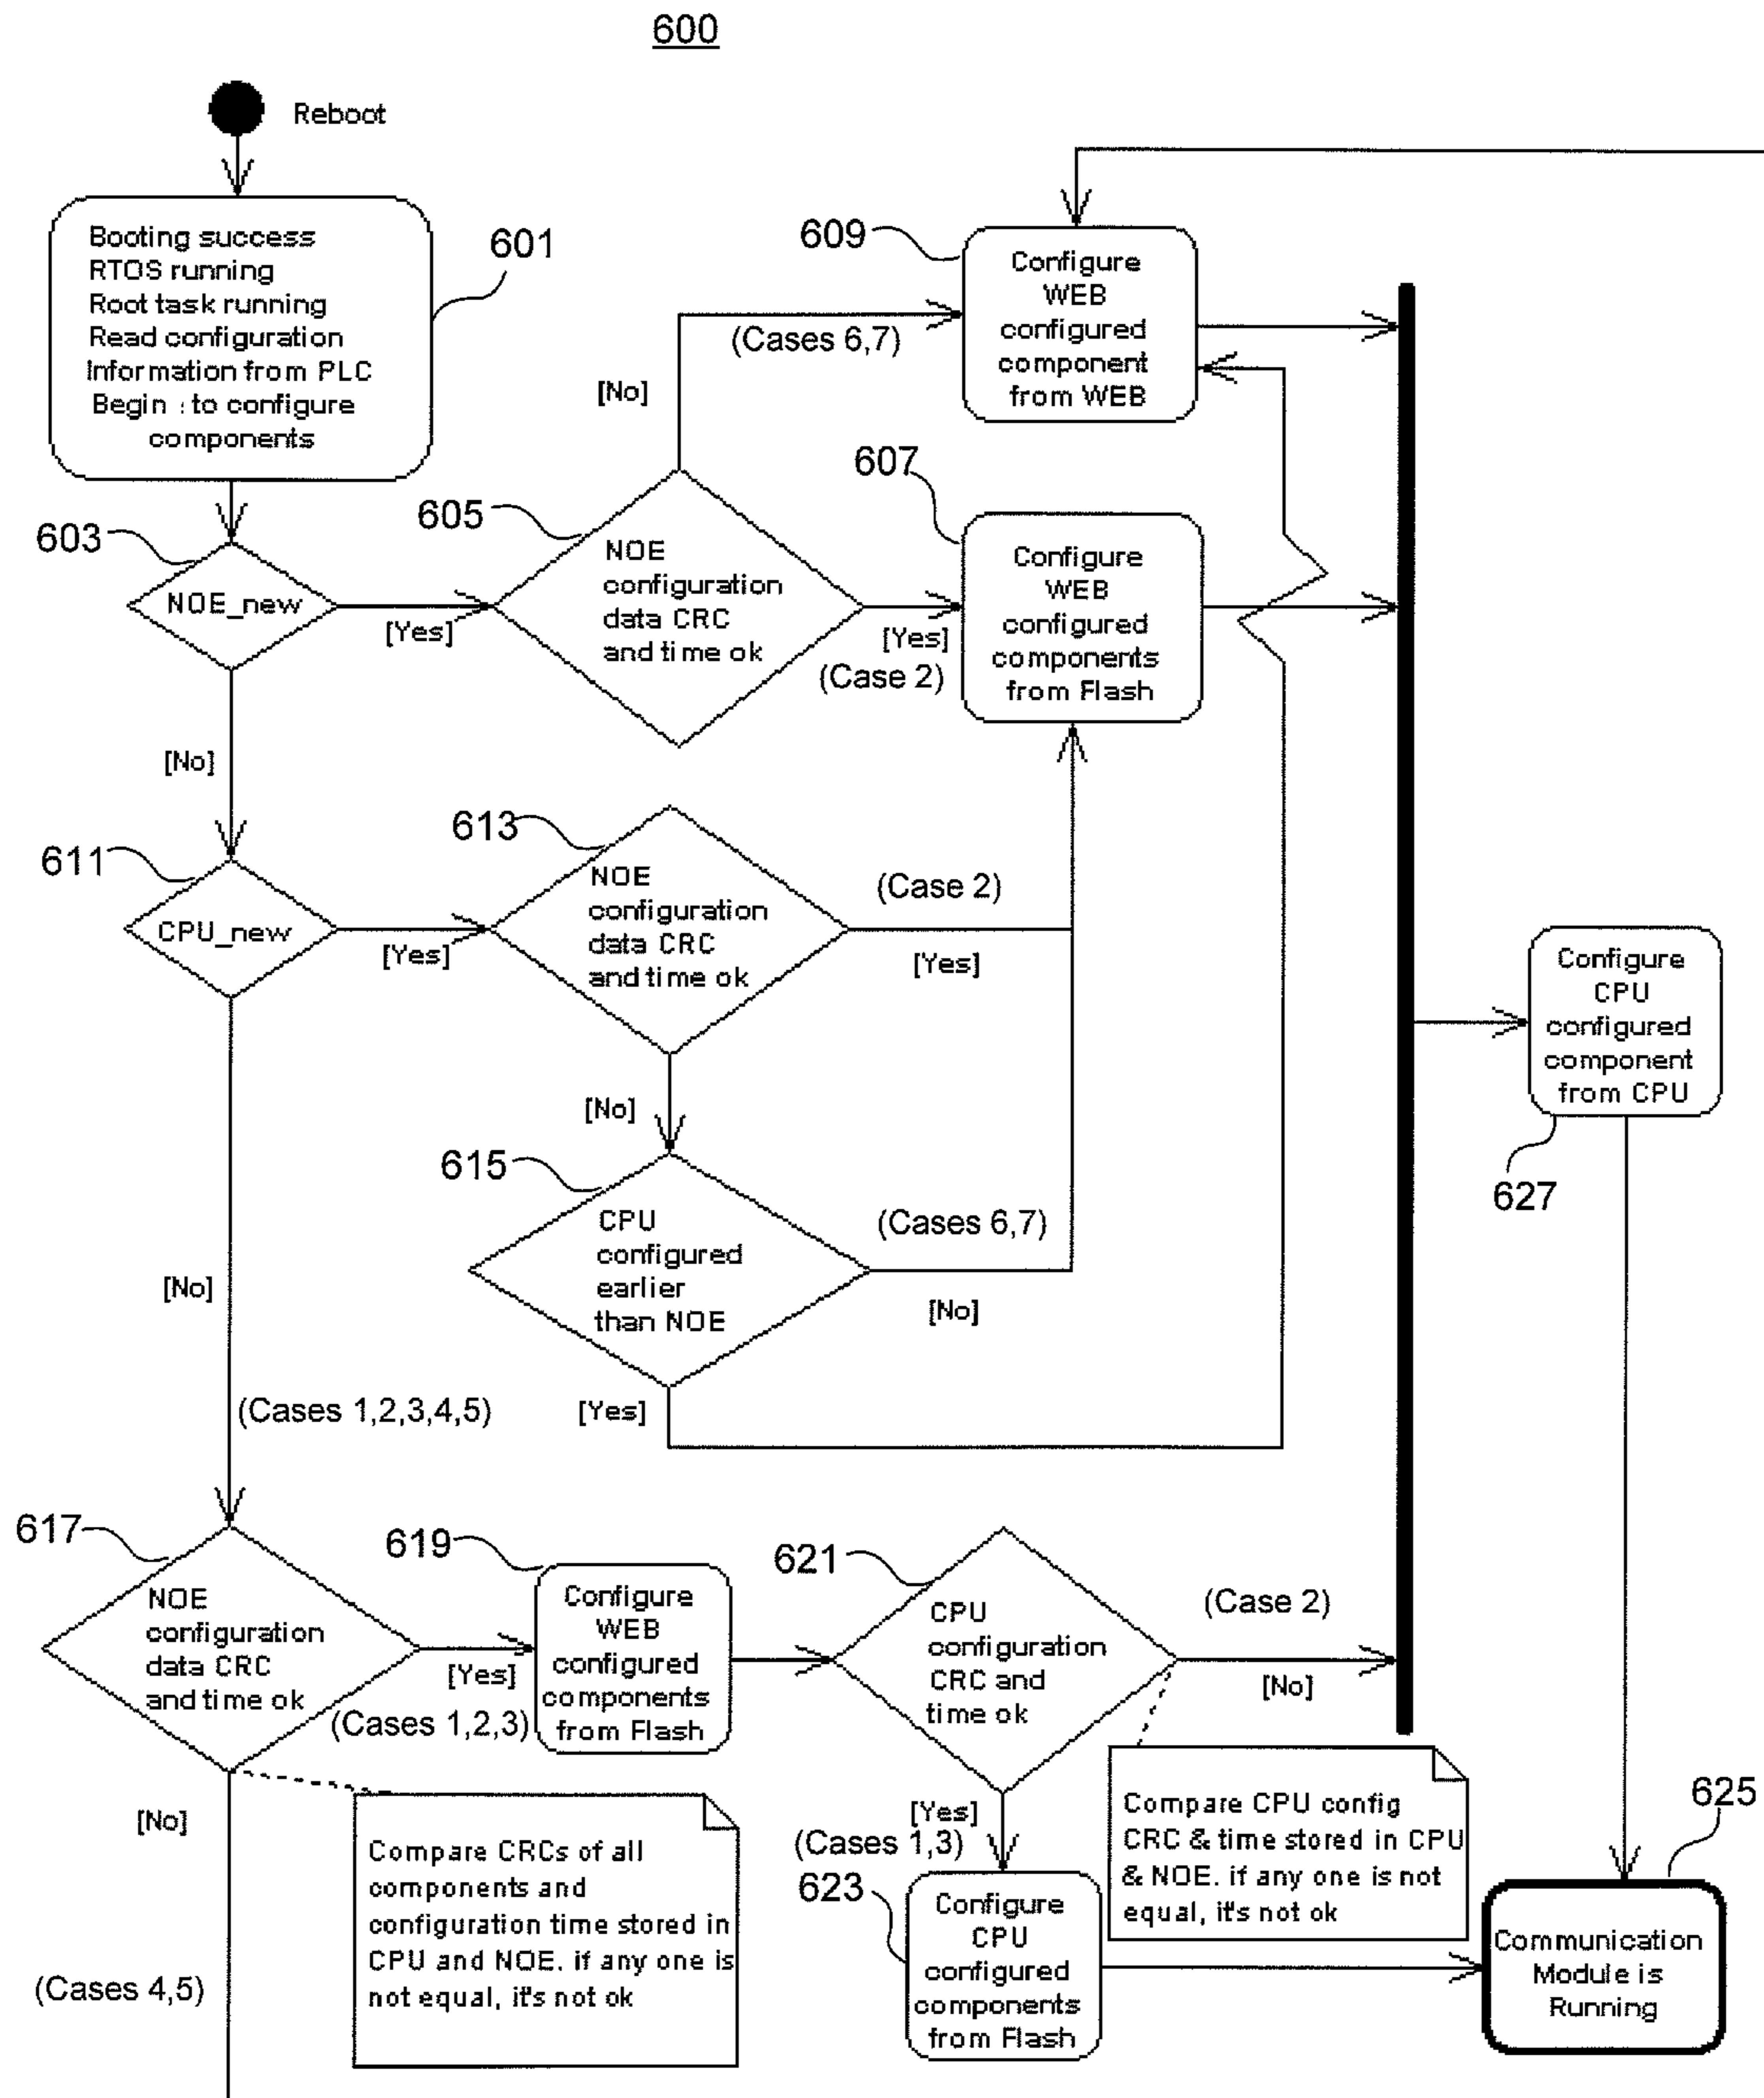 600
Reboot
Booting success
RTOS running
Root task running
Read configuration
Information from PLC
Begin : to configure
components
601
609
Configure
WEB
configured
component
from WEB
(Cases 6,7)
[No]
603
NOE_new
[Yes]
605
NOE
configuration
data CRC
and time ok
[Yes]
(Case 2)
607
Configure
WEB
configured
components
from Flash
[No]
611
CPU_new
[Yes]
613
NOE
configuration
data CRC
and time ok
(Case 2)
[Yes]
[No]
615
CPU
configured
earlier
than NOE
(Cases 6,7)
[No]
[Yes]
Configure
CPU
configured
component
from CPU
627
[No]
(Cases 1,2,3,4,5)
617
NOE
configuration
data CRC
and time ok
[Yes]
(Cases 1,2,3)
619
Configure
WEB
configured
components
from Flash
621
CPU
configuration
CRC and
time ok
(Case 2)
[No]
[No]
(Cases 4,5)
Compare CRCs of all
components and
configuration time stored in
CPU and NOE. if any one is
not equal, it's not ok
[Yes]
(Cases 1,3)
623
Configure
CPU
configured
components
from Flash
Compare CPU config
CRC & time stored in CPU
& NOE. if any one is not
equal, it's not ok
625
Communication
Module is
Running